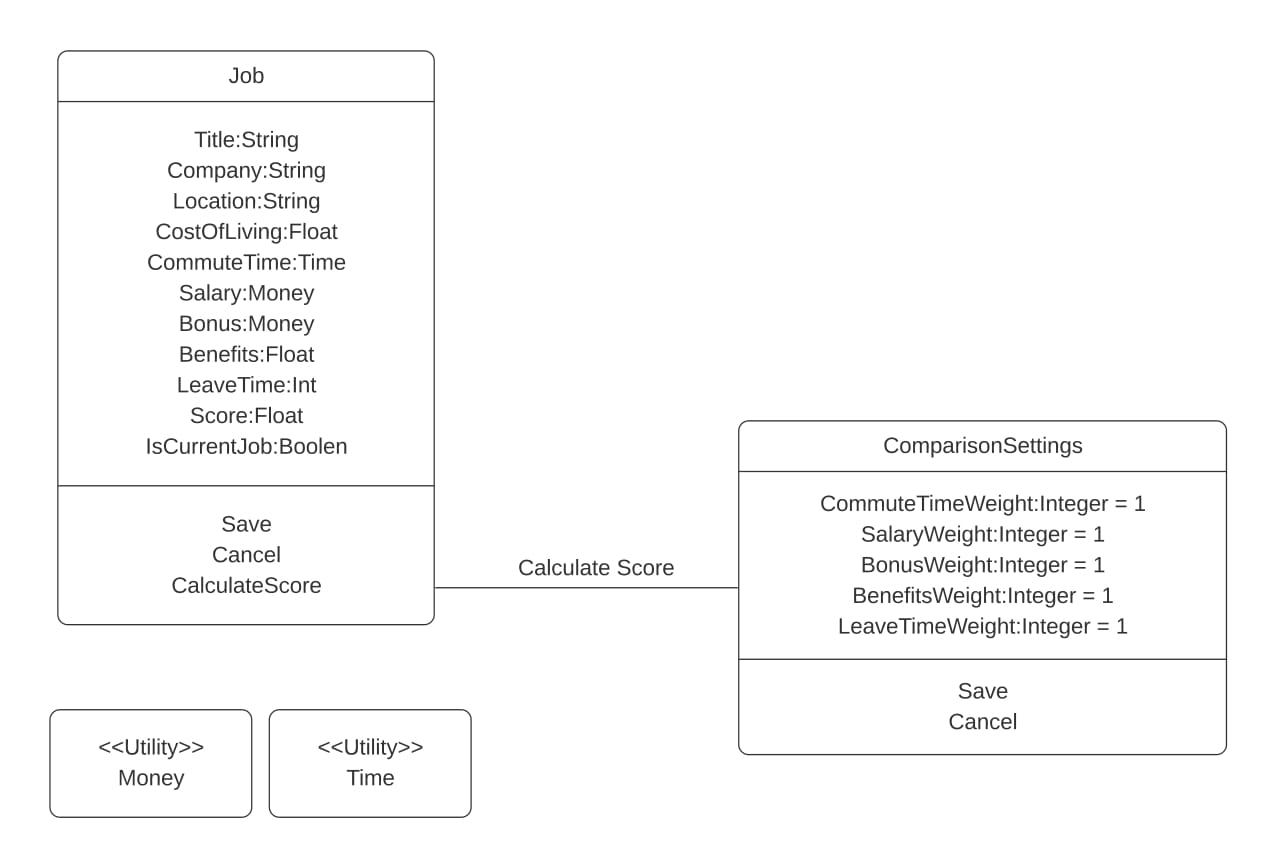 Job
Title:String
Company:String
Location:String
CostOfLiving:Float
CommuteTime:Time
Salary:Money
Bonus:Money
Benefits:Float
LeaveTime:Int
Score:Float
IsCurrentJob:Boolen
Save
Cancel
CalculateScore
Calculate Score
ComparisonSettings
CommuteTimeWeight:Integer = 1
SalaryWeight:Integer = 1
BonusWeight:Integer = 1
BenefitsWeight:Integer = 1
LeaveTimeWeight:Integer = 1
Save
Cancel
<<Utility>>
Money
<<Utility>>
Time